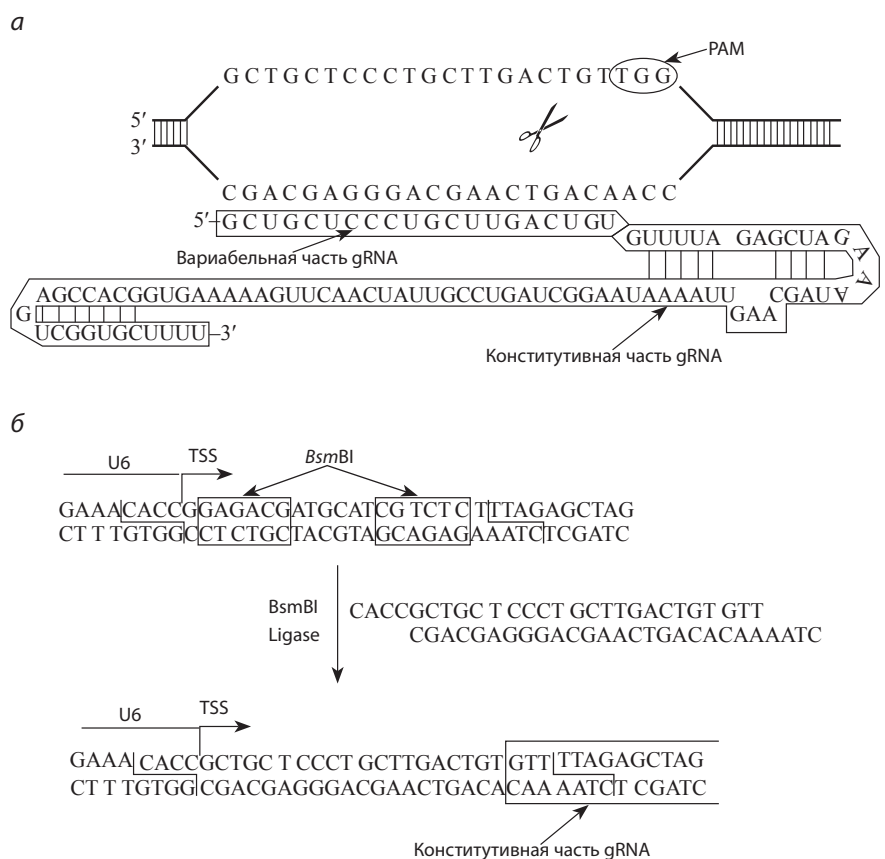 а
PAM
GCTGCTCCCTGCTTGACTGTTGG
5′
3′
CGACGAGGGACGAACTGACAACC
5′-GCUGCUCCCUGCUUGACUGU
Вариабельная часть gRNA
GUUUUA GAGCUA G
A
A
A
AGCCACGGUGAAAAAGUUCAACUAUUGCCUGAUCGGAAUAAAAUU CGAUA
G
GAA
UCGGUGCUUUU-3′
Конститутивная часть gRNA
б
U6
TSS
BsmBI
GAAACACCGGAGACGATGCATCGTCTCTTTAGAGCTAG
CTTTGTGGCCTCTGCTACGTAGCAGAGAAATCTCGATC
BsmBI
Ligase
CACCGCTGCTCCCTGCTTGACTGTGTT
CGACGAGGGACGAACTGACACAAAATC
U6
TSS
GAAACACCGCTGCTCCCTGCTTGACTGTGTTTTAGAGCTAG
CTTTGTGGCGACGAGGGACGAACTGACACAAAATCTCGATC
Конститутивная часть gRNA